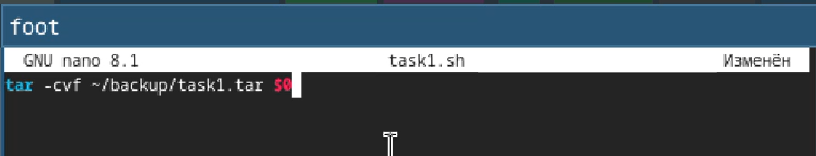 foot
GNU nano 8.1 task1.sh Изменён
tar -cvf ~/backup/task1.tar $0